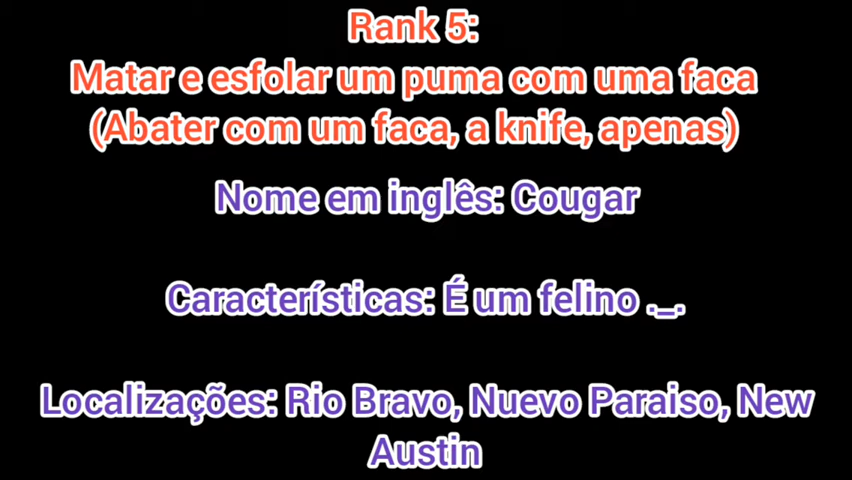 Rank 5:
Matar e esfolar um puma com uma faca
(Abater com um faca, a knife, apenas)
Nome em inglês: Cougar
Características: É um felino ._.
Localizações: Rio Bravo, Nuevo Paraiso, New
Austin